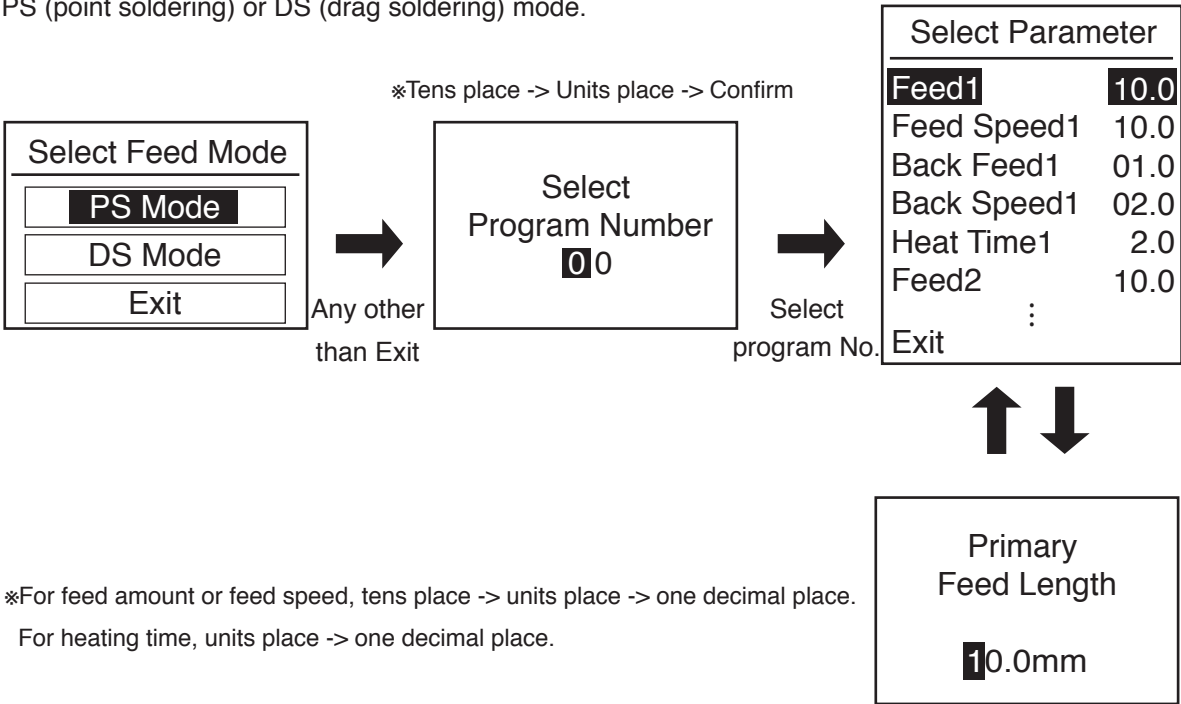 PS (point soldering) or DS (drag soldering) mode.
※Tens place -> Units place -> Confirm
Select Feed Mode
PS Mode
DS Mode
Exit
Any other
than Exit
Select
Program Number
00
Select
program No.
Select Parameter
Feed1 10.0
Feed Speed1 10.0
Back Feed1 01.0
Back Speed1 02.0
Heat Time1 2.0
Feed2 10.0
⋮
Exit
Primary
Feed Length
10.0mm
※For feed amount or feed speed, tens place -> units place -> one decimal place.
For heating time, units place -> one decimal place.